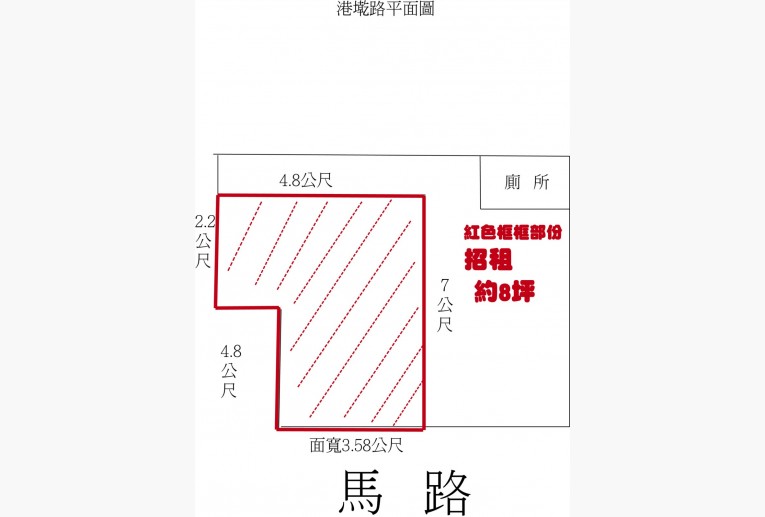 港墘路平面圖
4.8公尺
廁所
2.2公尺
紅色框框部份
招租
約8坪
7公尺
4.8公尺
面寬3.58公尺
馬路